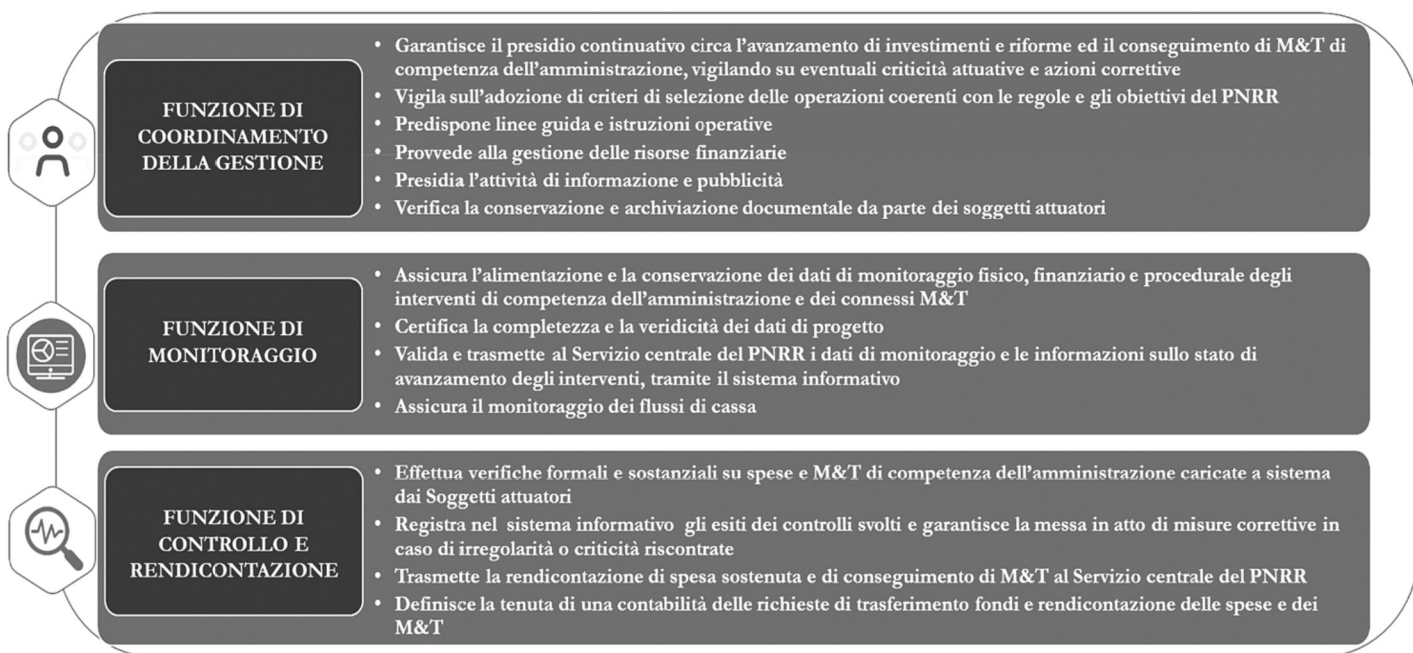 FUNZIONE DI
COORDINAMENTO
DELLA GESTIONE
• Garantisce il presidio continuativo circa l'avanzamento di investimenti e riforme ed il conseguimento di M&T di
competenza dell'amministrazione, vigilando su eventuali criticità attuative e azioni correttive
• Vigila sull'adozione di criteri di selezione delle operazioni coerenti con le regole e gli obiettivi del PNRR
• Predispone linee guida e istruzioni operative
• Provvede alla gestione delle risorse finanziarie
• Presidia l'attività di informazione e pubblicità
• Verifica la conservazione e archiviazione documentale da parte dei soggetti attuatori
FUNZIONE DI
MONITORAGGIO
• Assicura l'alimentazione e la conservazione dei dati di monitoraggio fisico, finanziario e procedurale degli
interventi di competenza dell'amministrazione e dei connessi M&T
• Certifica la completezza e la veridicità dei dati di progetto
• Valida e trasmette al Servizio centrale del PNRR i dati di monitoraggio e le informazioni sullo stato di
avanzamento degli interventi, tramite il sistema informativo
• Assicura il monitoraggio dei flussi di cassa
FUNZIONE DI
CONTROLLO E
RENDICONTAZIONE
• Effettua verifiche formali e sostanziali su spese e M&T di competenza dell'amministrazione caricate a sistema
dai Soggetti attuatori
• Registra nel sistema informativo gli esiti dei controlli svolti e garantisce la messa in atto di misure correttive in
caso di irregolarità o criticità riscontrate
• Trasmette la rendicontazione di spesa sostenuta e di conseguimento di M&T al Servizio centrale del PNRR
• Definisce la tenuta di una contabilità delle richieste di trasferimento fondi e rendicontazione delle spese e dei
M&T